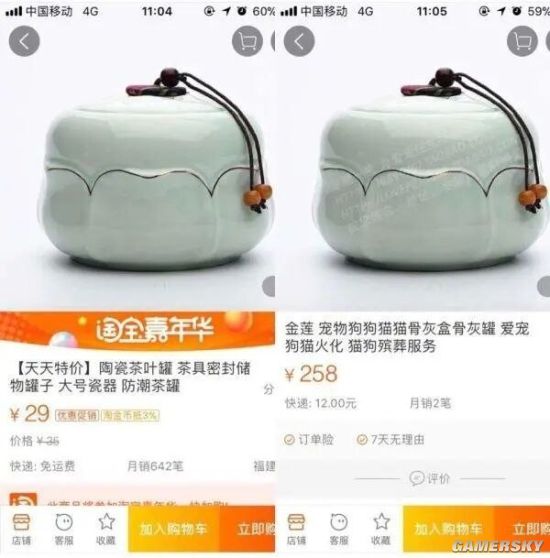 中国移动 4G 11:04 60%
淘宝嘉年华
【天天特价】陶瓷茶叶罐 茶具密封储
物罐子 大号瓷器 防潮茶罐
¥ 29 优惠促销 淘金币抵3%
价格 ¥ 35
快递: 免运费 月销642笔 福建
店铺 客服 收藏 加入购物车 立即购
中国移动 4G 11:05 59%
金莲 宠物狗狗猫猫骨灰盒骨灰罐 爱宠
狗猫火化 猫狗殡葬服务
¥ 258
快递: 12.00元 月销2笔
订单险 7天无理由
评价
店铺 客服 收藏 加入购物车 立即购
GAMERSKY